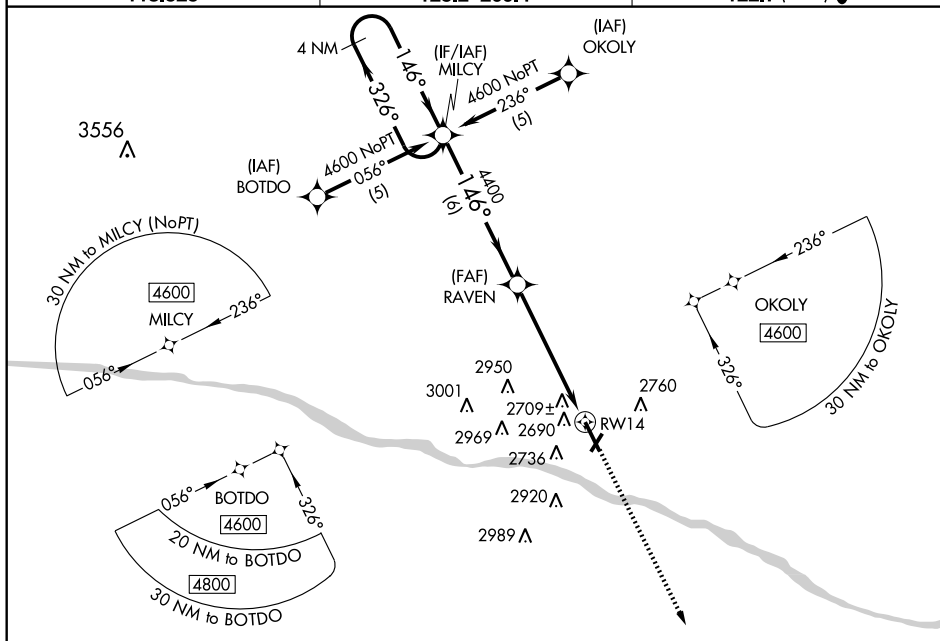 4 NM
146°
326°
(IF/IAF)
MILCY
(IAF)
OKOLY
4600 NoPT
236°
(5)
3556
(IAF)
BOTDO
4600 NoPT
056°
(5)
4400
146°
(6)
(FAF)
RAVEN
30 NM to MILCY (NoPT)
4600
MILCY
236°
056°
236°
OKOLY
4600
326°
30 NM to OKOLY
2950
3001
2709±
2760
2969
2690
RW14
2736
2920
2989
056°
BOTDO
326°
4600
20 NM to BOTDO
4800
30 NM to BOTDO